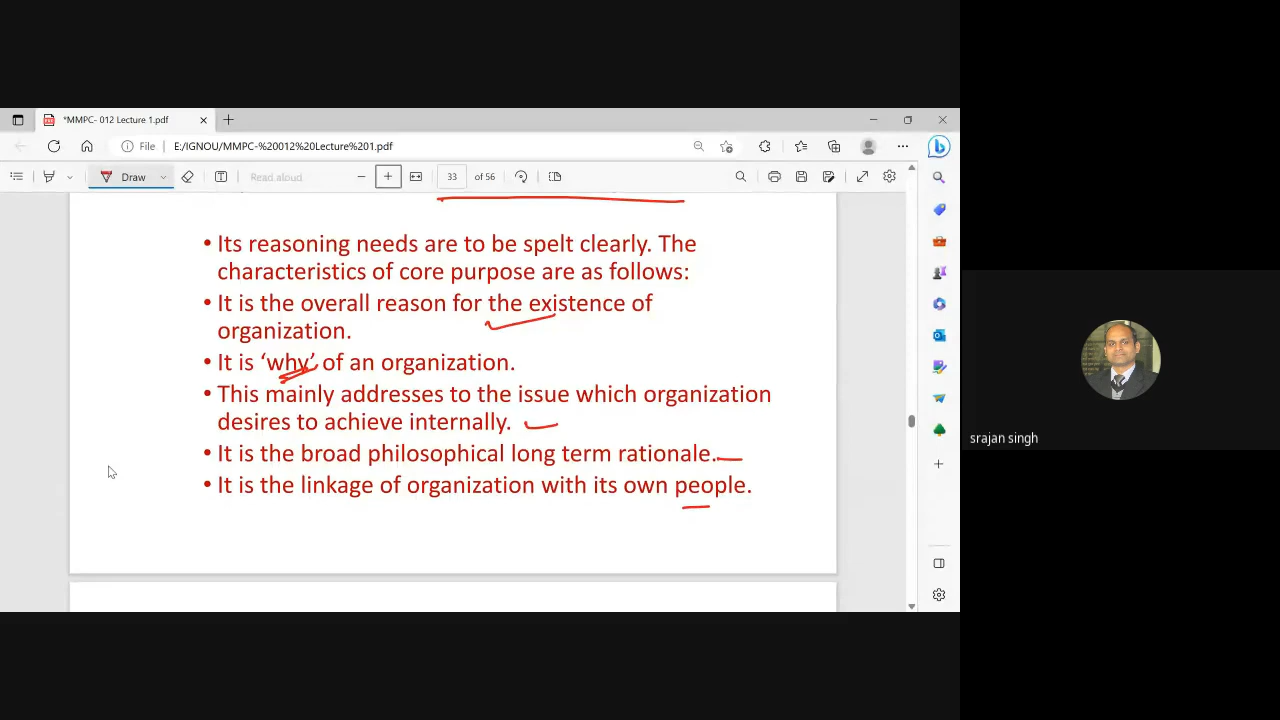 *MMPC- 012 Lecture 1.pdf
File E:/IGNOU/MMPC-%20012%20Lecture%201.pdf
Draw Read aloud 33 of 56
• Its reasoning needs are to be spelt clearly. The
characteristics of core purpose are as follows:
• It is the overall reason for the existence of
organization.
• It is ‘why’ of an organization.
• This mainly addresses to the issue which organization
desires to achieve internally.
• It is the broad philosophical long term rationale.
• It is the linkage of organization with its own people.
srajan singh